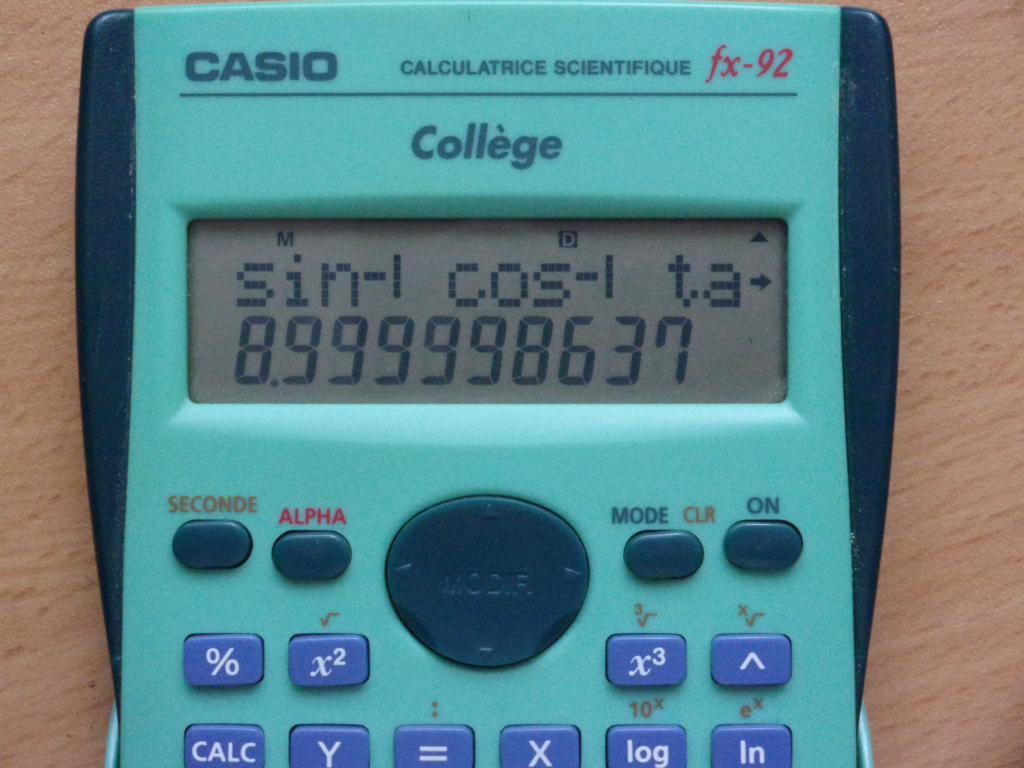 CASIO CALCULATRICE SCIENTIFIQUE fx-92
Collège
M D
sin-1 cos-1 ta
8.999998637
SECONDE ALPHA MODE CLR ON
MODIF.
√ ³√ ˣ√
% x² x³ ^
: 10ˣ eˣ
CALC Y = X log ln